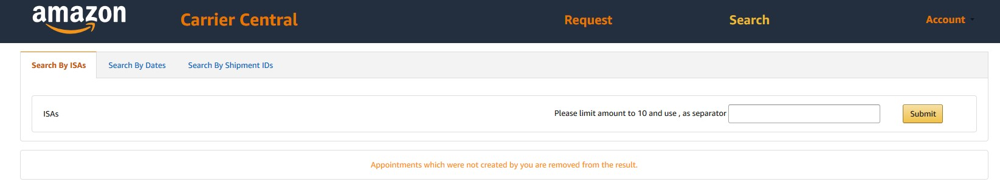 amazon Carrier Central Request Search Account
Search By ISAs Search By Dates Search By Shipment IDs
ISAs Please limit amount to 10 and use , as separator Submit
Appointments which were not created by you are removed from the result.